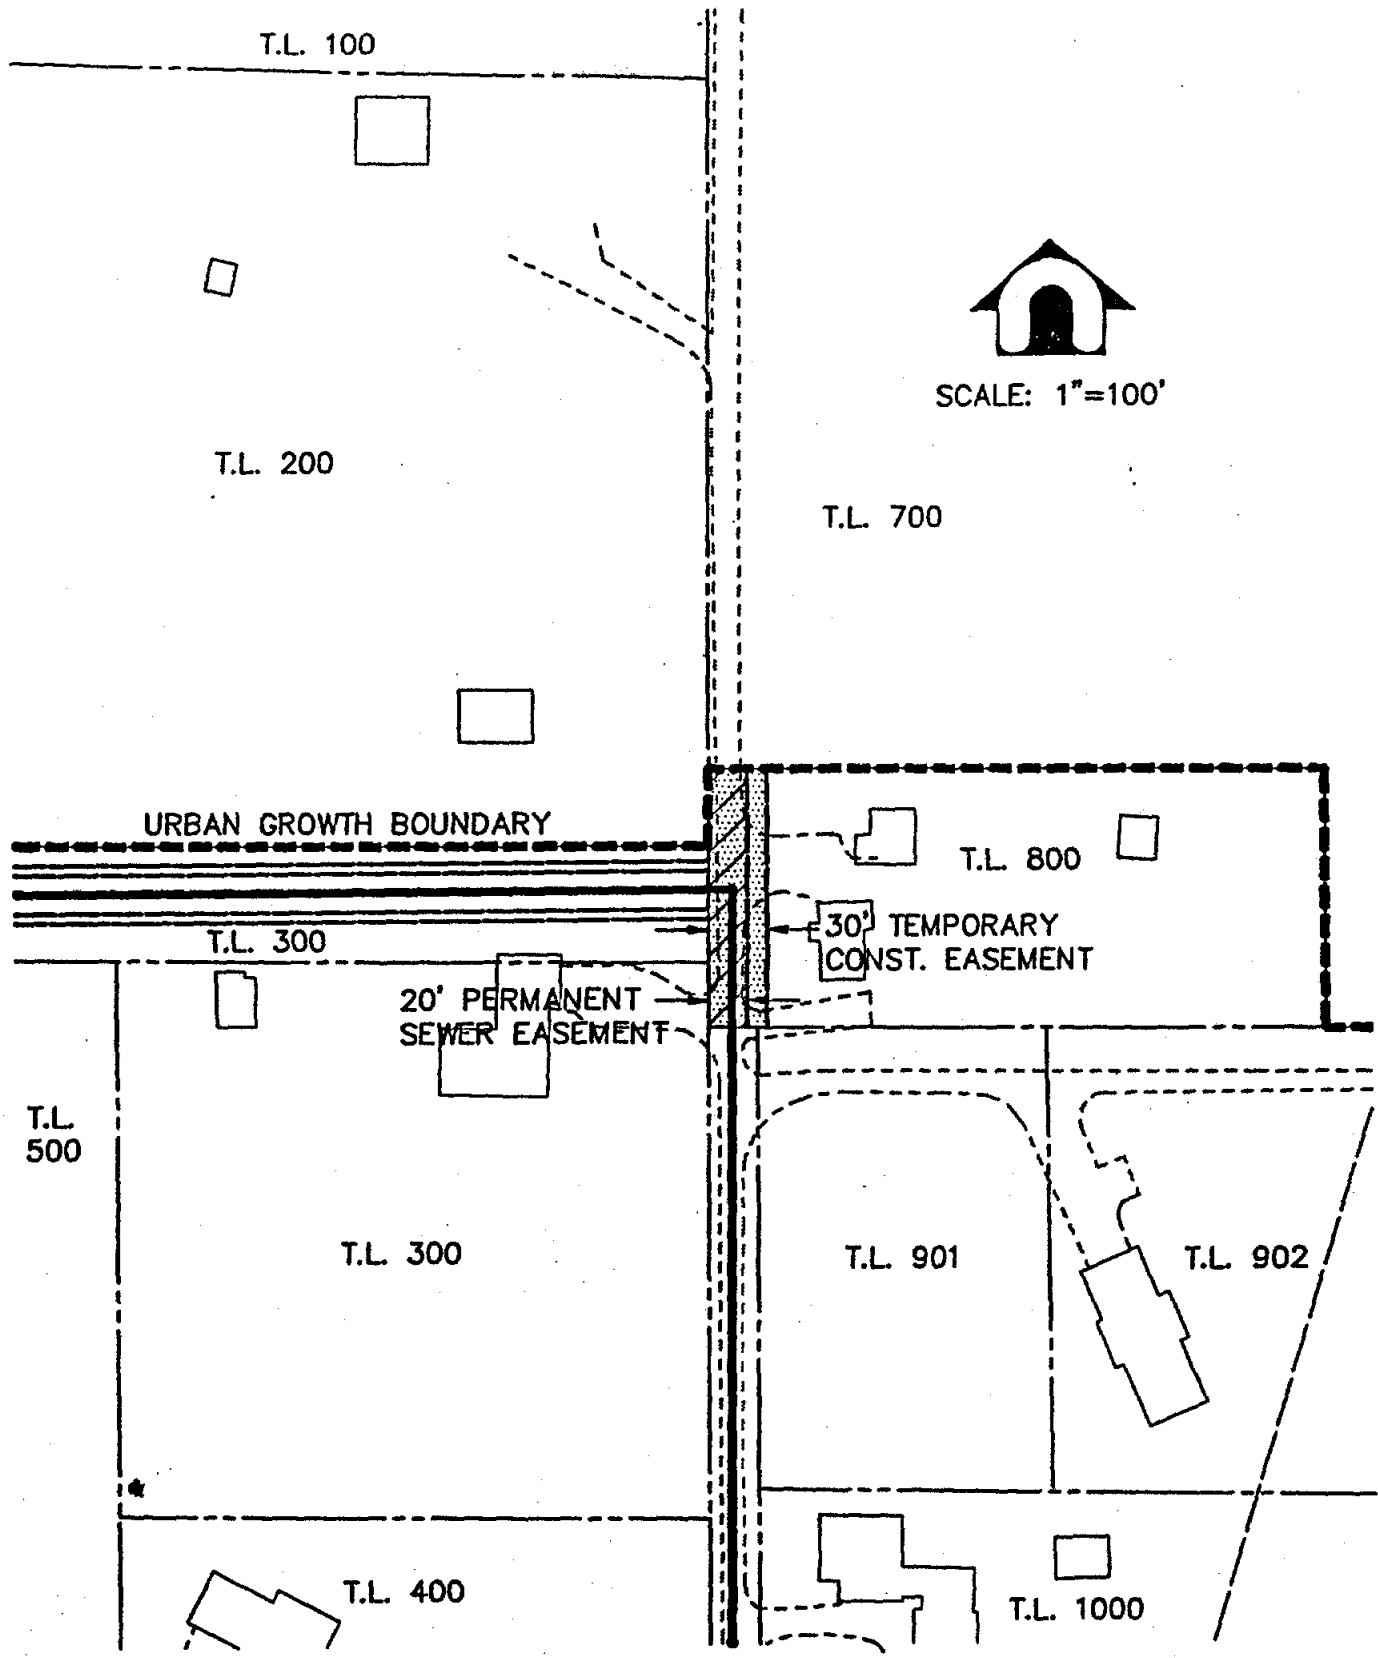 T.L. 100
SCALE: 1"=100'
T.L. 200
T.L. 700
URBAN GROWTH BOUNDARY
T.L. 800
30' TEMPORARY
CONST. EASEMENT
T.L. 300
20' PERMANENT
SEWER EASEMENT
T.L.
500
T.L. 300
T.L. 901
T.L. 902
T.L. 400
T.L. 1000